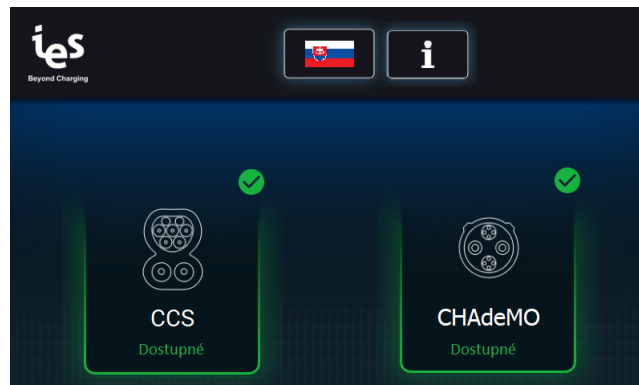 ies
Beyond Charging
i
CCS
Dostupné
CHAdeMO
Dostupné